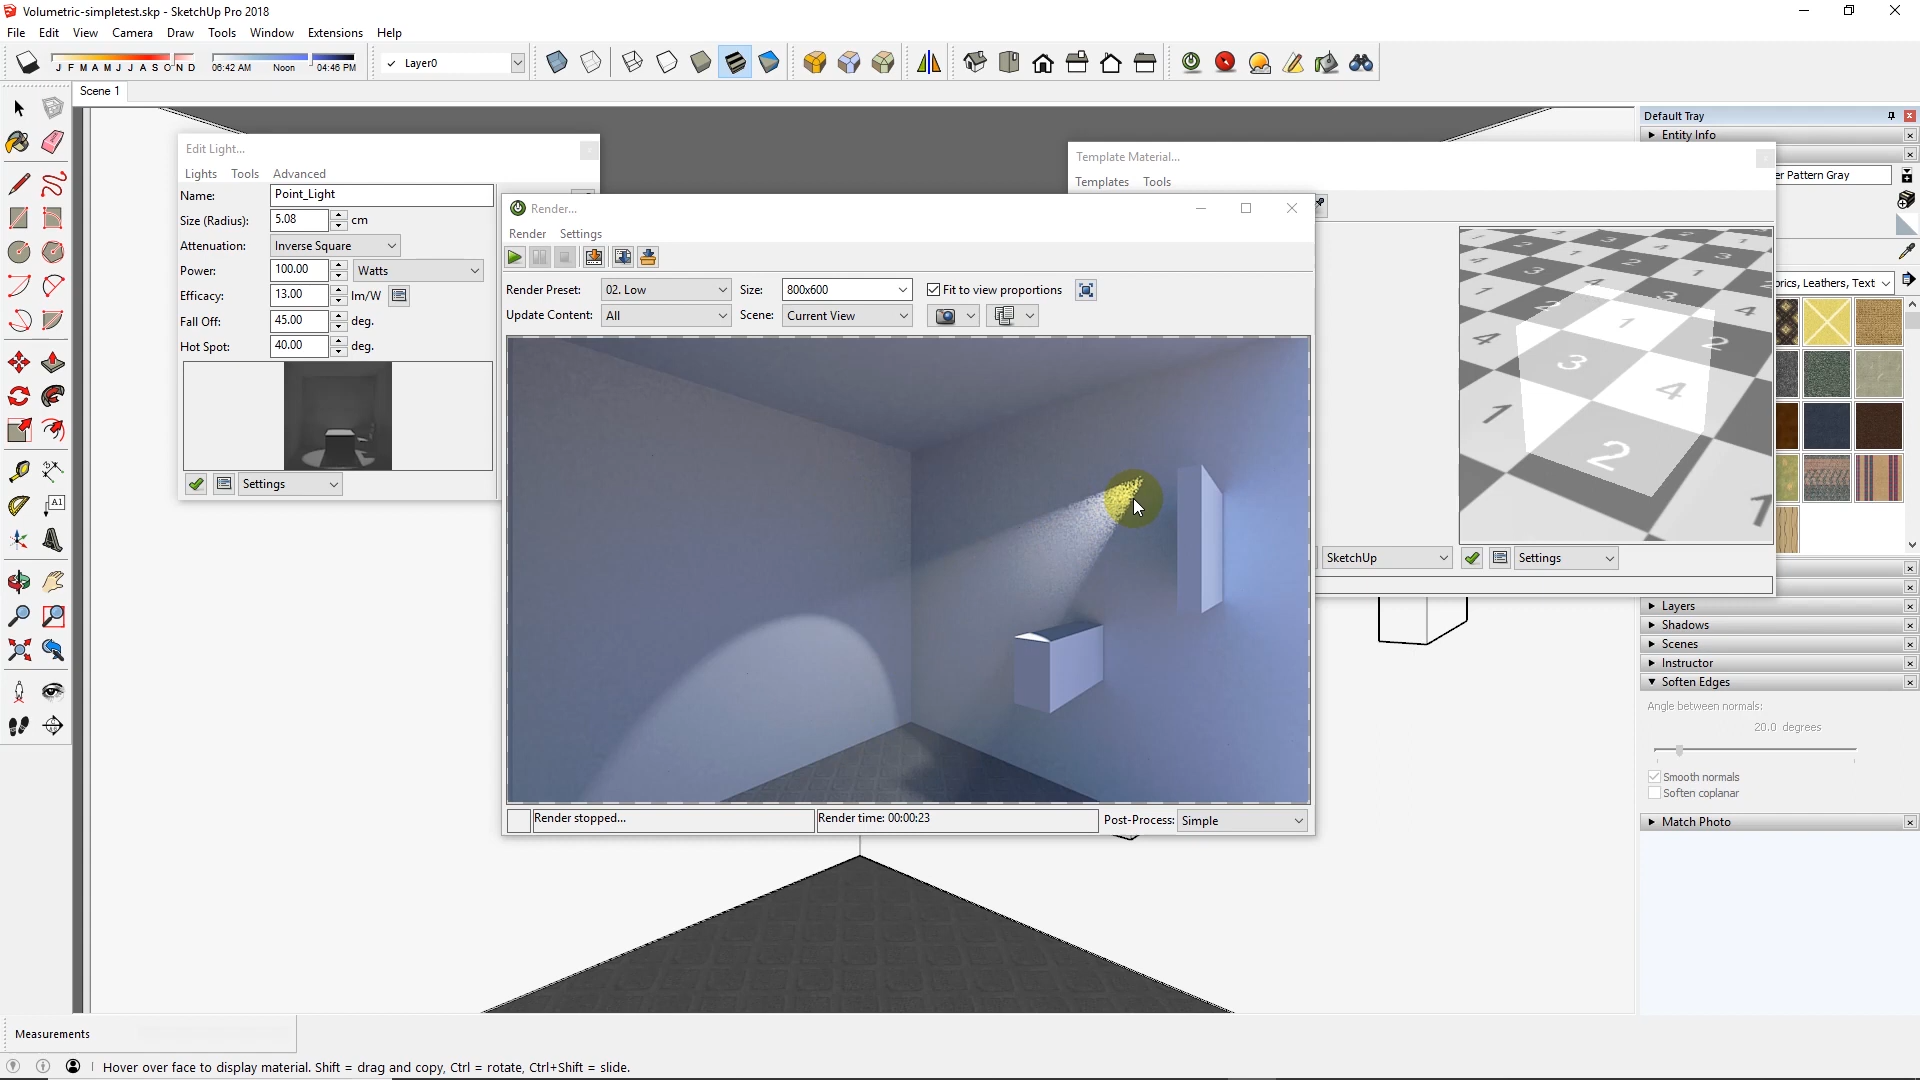 Volumetric-simpletest.skp - SketchUp Pro 2018
File Edit View Camera Draw Tools Window Extensions Help
J F M A M J J A S O N D
06:42 AM Noon 04:46 PM
Layer0
Scene 1
Default Tray
Entity Info
er Pattern Gray
rics, Leathers, Text
Layers
Shadows
Scenes
Instructor
Soften Edges
Angle between normals:
20.0 degrees
Smooth normals
Soften coplanar
Match Photo
Edit Light...
Lights Tools Advanced
Name: Point_Light
Size (Radius): 5.08 cm
Attenuation: Inverse Square
Power: 100.00 Watts
Efficacy: 13.00 lm/W
Fall Off: 45.00 deg.
Hot Spot: 40.00 deg.
Settings
Render...
Render Settings
Render Preset: 02. Low Size: 800x600 Fit to view proportions
Update Content: All Scene: Current View
Render stopped... Render time: 00:00:23 Post-Process: Simple
Template Material...
Templates Tools
1
3
2
4
2
SketchUp Settings
A1
Measurements
Hover over face to display material. Shift = drag and copy, Ctrl = rotate, Ctrl+Shift = slide.